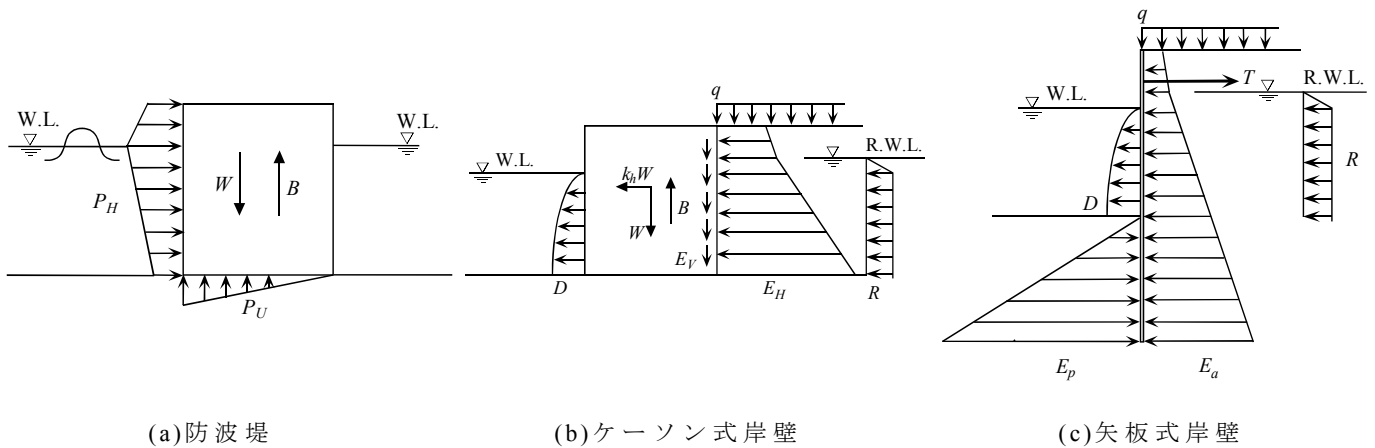 W.L.
W
B
P_H
W.L.
P_U
(a)防波堤
q
W.L.
k_hW
W
B
E_V
R.W.L.
D
E_H
R
(b)ケーソン式岸壁
q
T
R.W.L.
W.L.
R
D
E_p
E_a
(c)矢板式岸壁